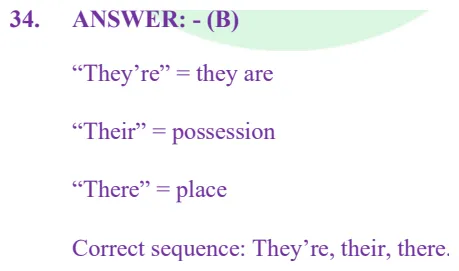 34. ANSWER: - (B)
“They’re” = they are
“Their” = possession
“There” = place
Correct sequence: They’re, their, there.